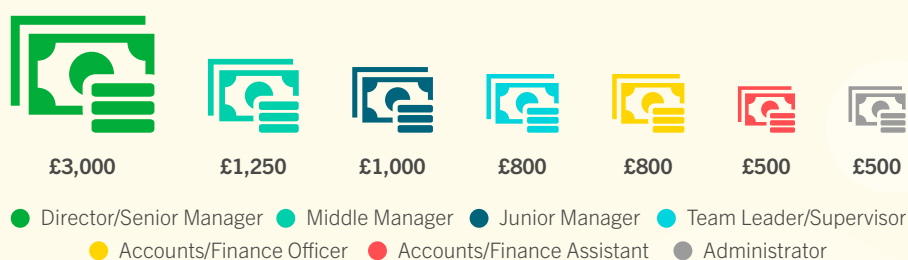 £3,000 £1,250 £1,000 £800 £800 £500 £500
Director/Senior Manager Middle Manager Junior Manager Team Leader/Supervisor
Accounts/Finance Officer Accounts/Finance Assistant Administrator